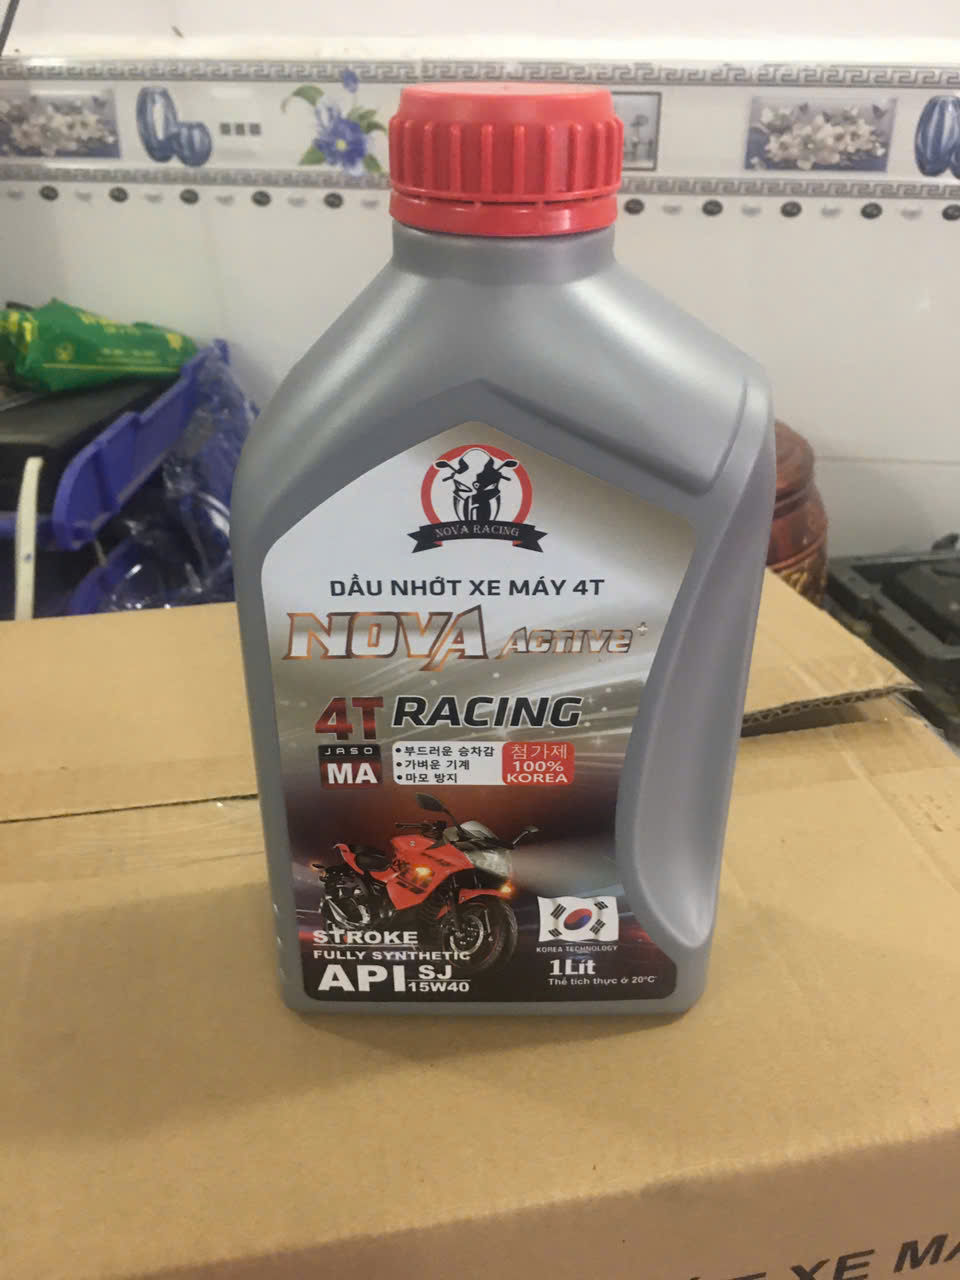 NOVA RACING
DẦU NHỚT XE MÁY 4T
NOVA ACTIVE+
4T RACING
JASO
MA
• 부드러운 승차감
• 가벼운 기계
• 마모 방지
첨가제
100%
KOREA
STROKE
FULLY SYNTHETIC
API SJ
15W40
KOREA TECHNOLOGY
1Lít
Thể tích thực ở 20°C
XE MÁ